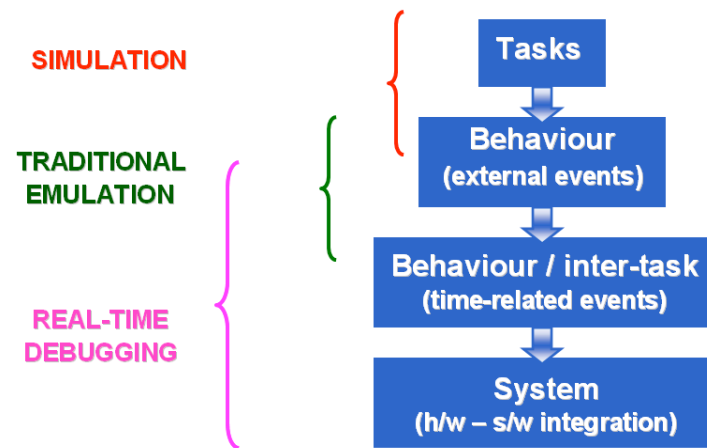 SIMULATION
Tasks
TRADITIONAL
EMULATION
Behaviour
(external events)
Behaviour / inter-task
(time-related events)
REAL-TIME
DEBUGGING
System
(h/w – s/w integration)